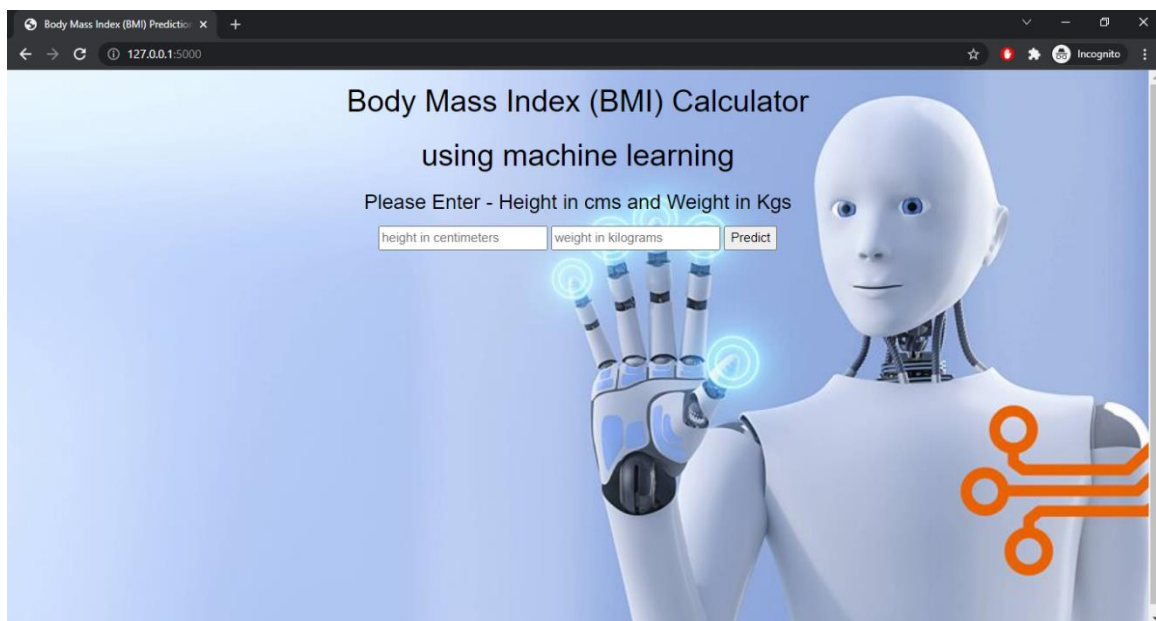 Body Mass Index (BMI) Predictio
127.0.0.1:5000
Incognito
Body Mass Index (BMI) Calculator
using machine learning
Please Enter - Height in cms and Weight in Kgs
height in centimeters weight in kilograms Predict